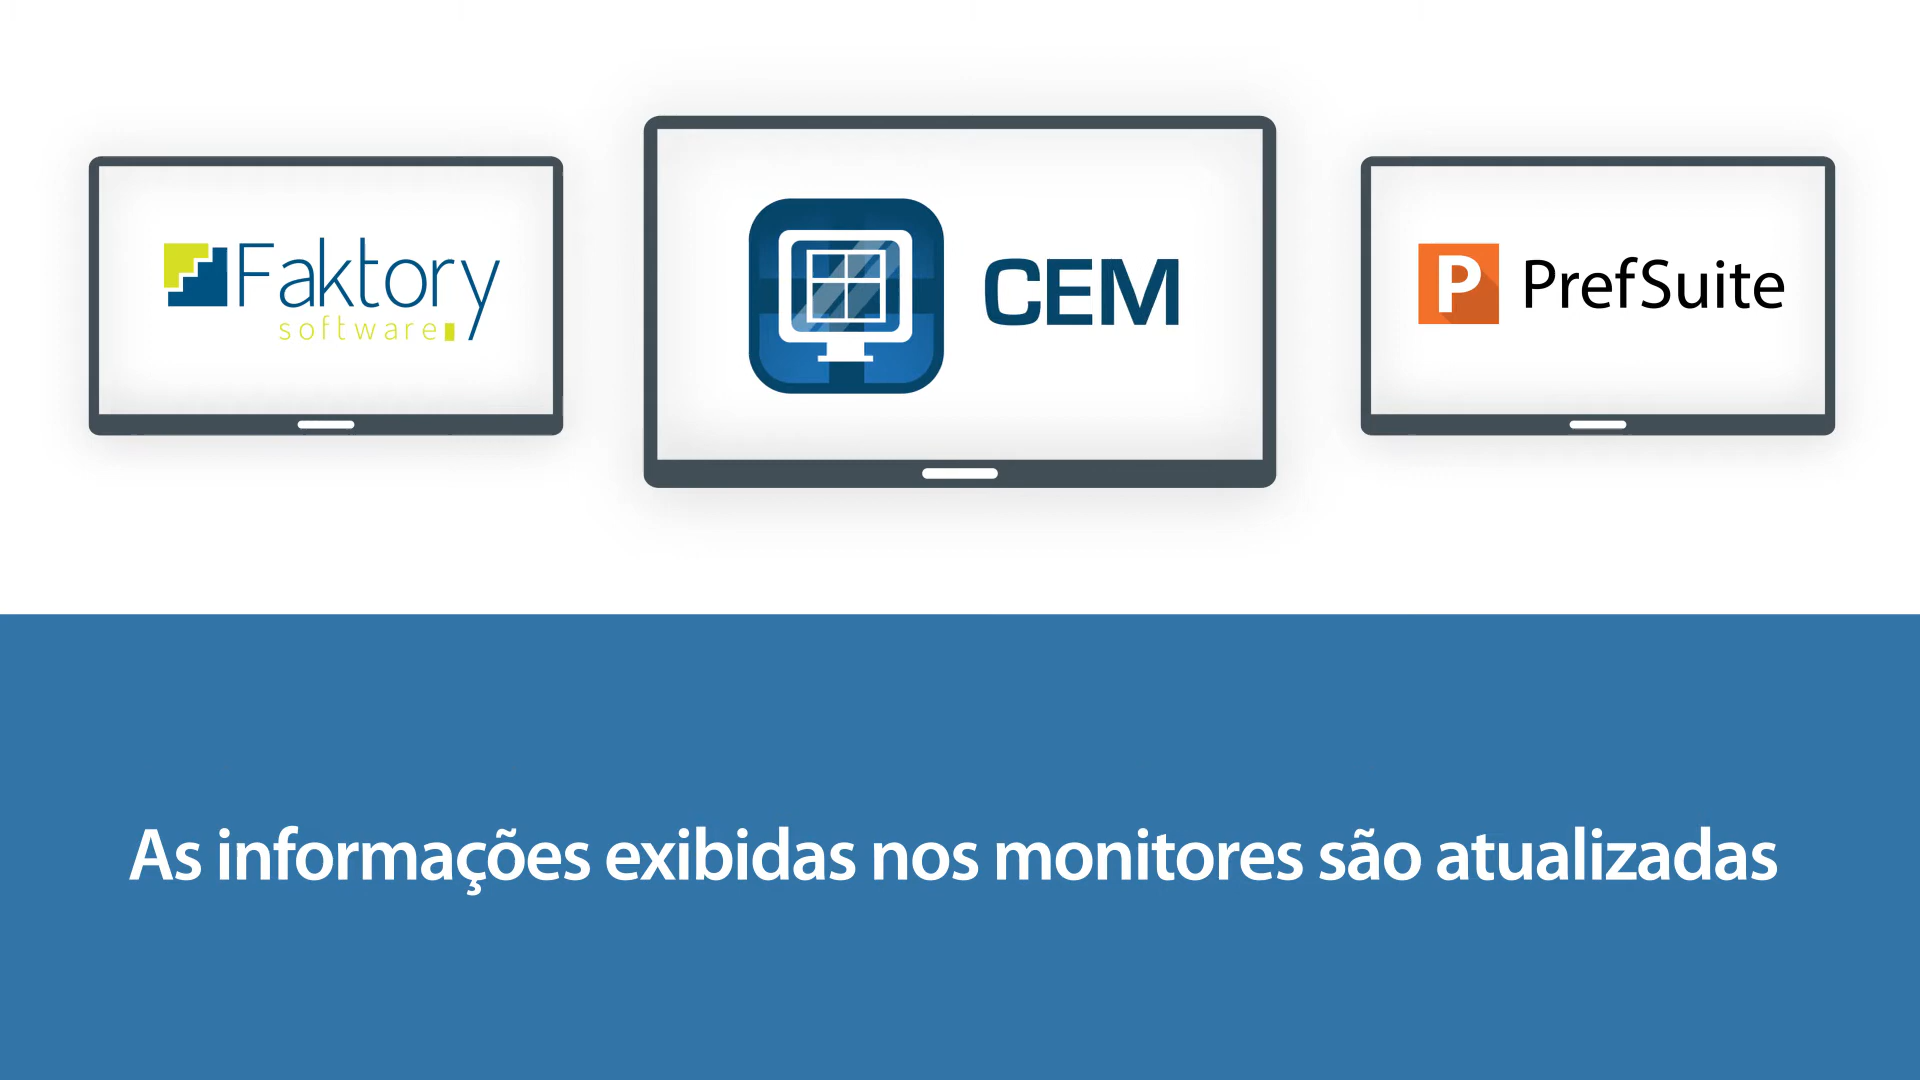 Faktory
software
CEM
P PrefSuite
As informações exibidas nos monitores são atualizadas